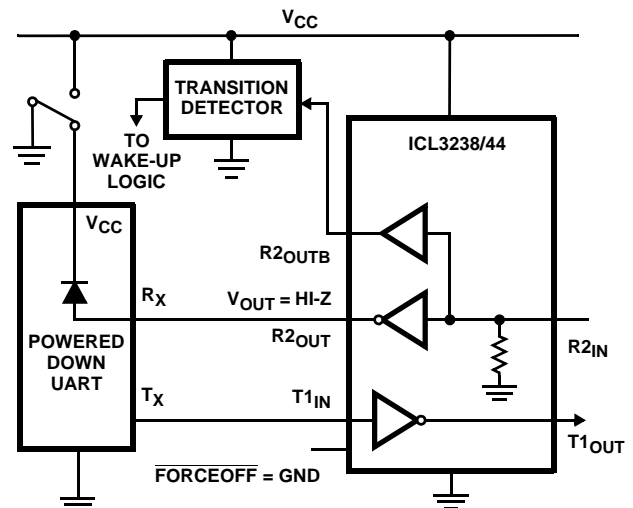 VCC
TRANSITION
DETECTOR
TO
WAKE-UP
LOGIC
ICL3238/44
VCC
R2OUTB
RX
VOUT = HI-Z
R2OUT
R2IN
POWERED
DOWN
UART
TX
T1IN
T1OUT
FORCEOFF = GND